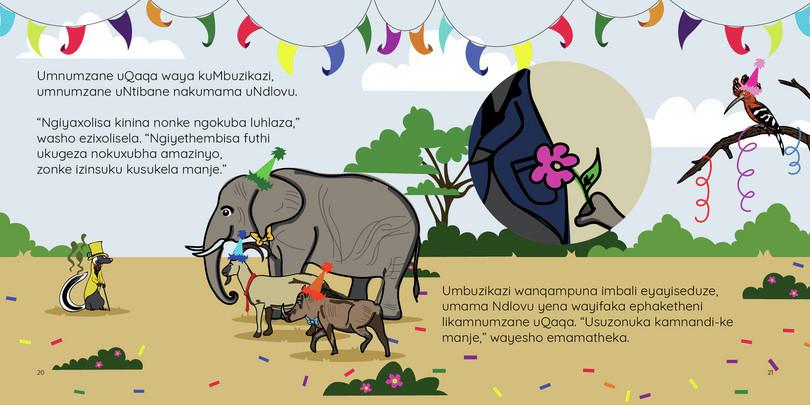 Umnumzane uQaqa waya kuMbuzikazi,
umnumzane uNtibane nakumama uNdlovu.
“Ngiyaxolisa kinina nonke ngokuba luhlaza,”
washo ezixolisela. “Ngiyethembisa futhi
ukugeza nokuxubha amazinyo,
zonke izinsuku kusukela manje.”
Umbuzikazi wanqampuna imbali eyayiseduze,
umama Ndlovu yena wayifaka ephaketheni
likamnumzane uQaqa. “Usuzonuka kamnandi-ke
manje,” wayesho emamatheka.
20
21